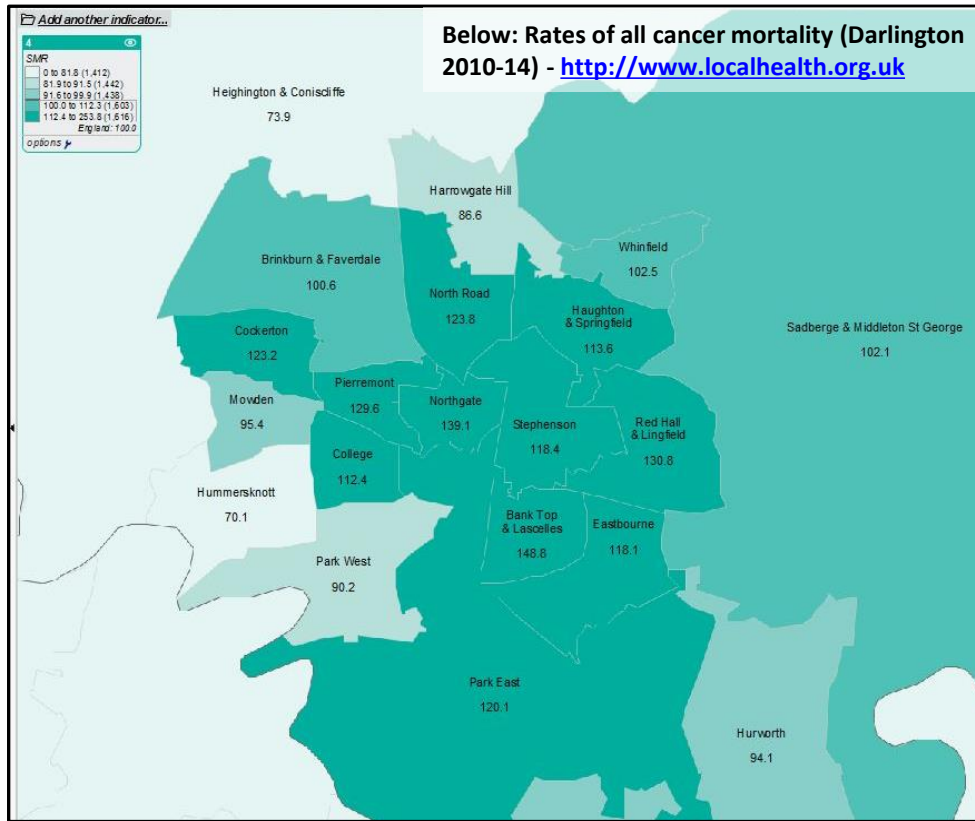 Add another indicator...
Below: Rates of all cancer mortality (Darlington
2010-14) - http://www.localhealth.org.uk
4
SMR
0 to 81.8 (1,412)
81.9 to 91.5 (1,442)
91.6 to 99.9 (1,438)
100.0 to 112.3 (1,603)
112.4 to 253.8 (1,616)
England: 100.0
options
Heighington & Coniscliffe
73.9
Harrowgate Hill
86.6
Whinfield
102.5
Brinkburn & Faverdale
100.6
North Road
123.8
Haughton
& Springfield
113.6
Sadberge & Middleton St George
102.1
Cockerton
123.2
Pierremont
129.6
Mowden
95.4
Northgate
139.1
Stephenson
118.4
Red Hall
& Lingfield
130.8
College
112.4
Hummersknott
70.1
Bank Top
& Lascelles
148.8
Eastbourne
118.1
Park West
90.2
Park East
120.1
Hurworth
94.1